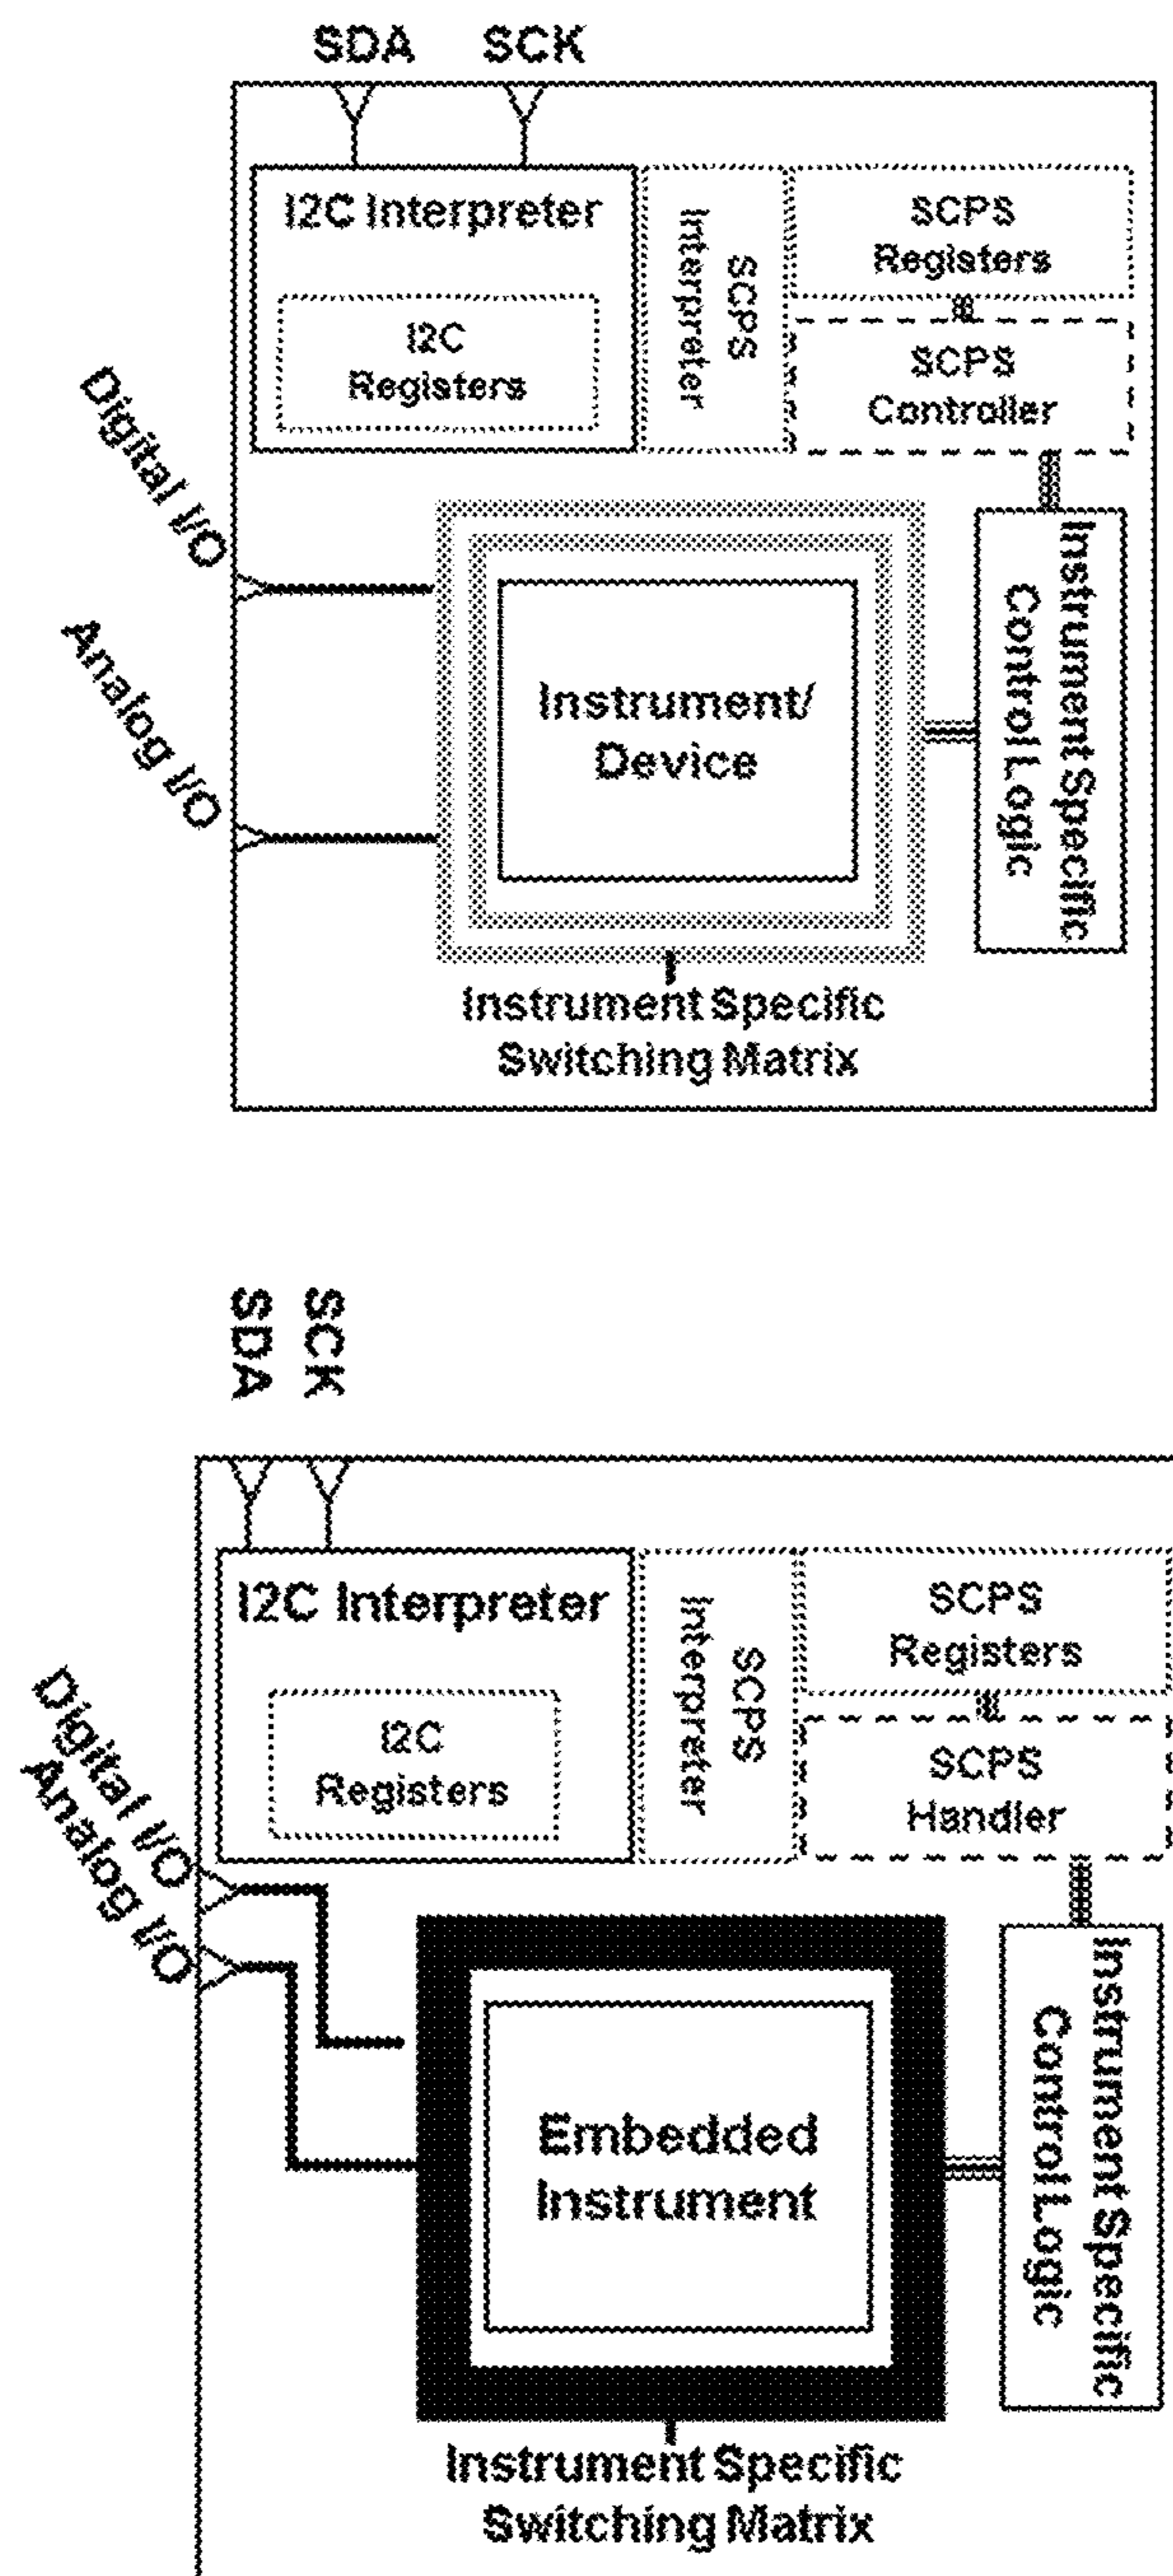 SDA SCK
I2C Interpreter
I2C
Registers
SCPS
Interpreter
SCPS
Registers
SCPS
Controller
Digital I/O
Analog I/O
Instrument/
Device
Instrument Specific
Control Logic
Instrument Specific
Switching Matrix
SDA
SCK
I2C Interpreter
I2C
Registers
SCPS
Interpreter
SCPS
Registers
SCPS
Handler
Digital I/O
Analog I/O
Embedded
Instrument
Instrument Specific
Control Logic
Instrument Specific
Switching Matrix